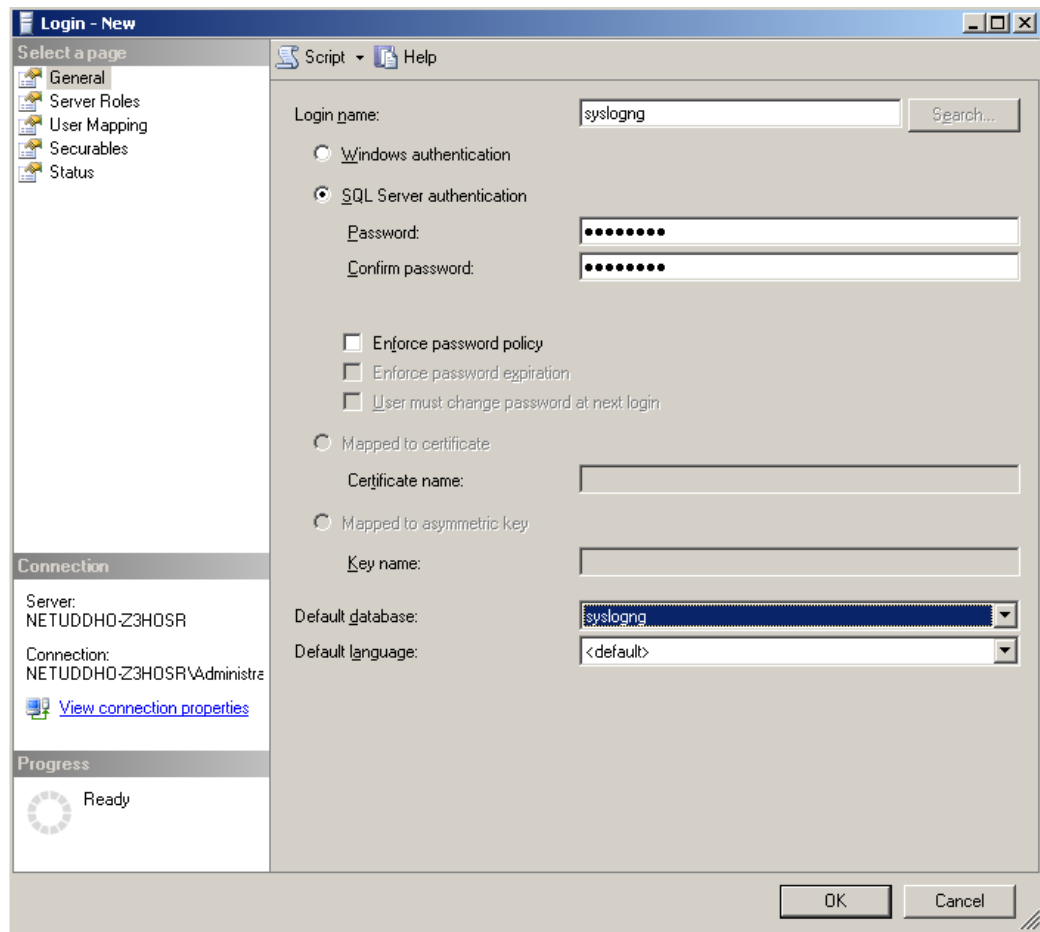 Login - New
Select a page
General
Server Roles
User Mapping
Securables
Status
Connection
Server:
NETUDDHO-Z3HOSR
Connection:
NETUDDHO-Z3HOSR\Administra
View connection properties
Progress
Ready
Script
Help
Login name:
syslogng
Search...
Windows authentication
SQL Server authentication
Password:
●●●●●●●●
Confirm password:
●●●●●●●●
Enforce password policy
Enforce password expiration
User must change password at next login
Mapped to certificate
Certificate name:
Mapped to asymmetric key
Key name:
Default database:
syslogng
Default language:
<default>
OK
Cancel